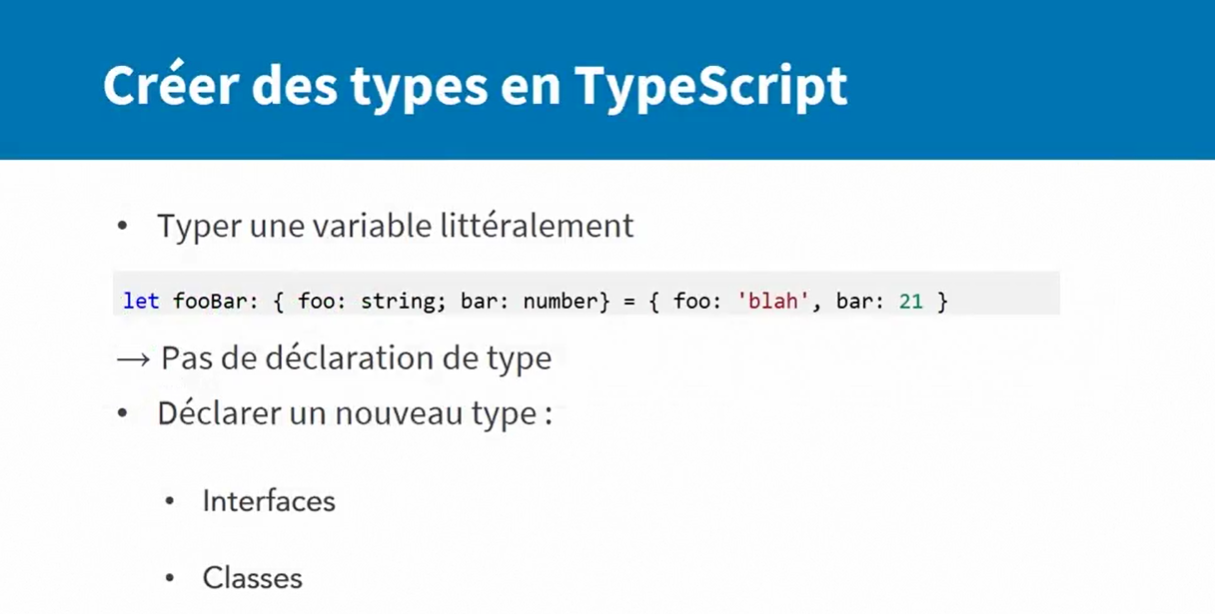 Créer des types en TypeScript
• Typer une variable littéralement
let fooBar: { foo: string; bar: number} = { foo: 'blah', bar: 21 }
→ Pas de déclaration de type
• Déclarer un nouveau type :
• Interfaces
• Classes